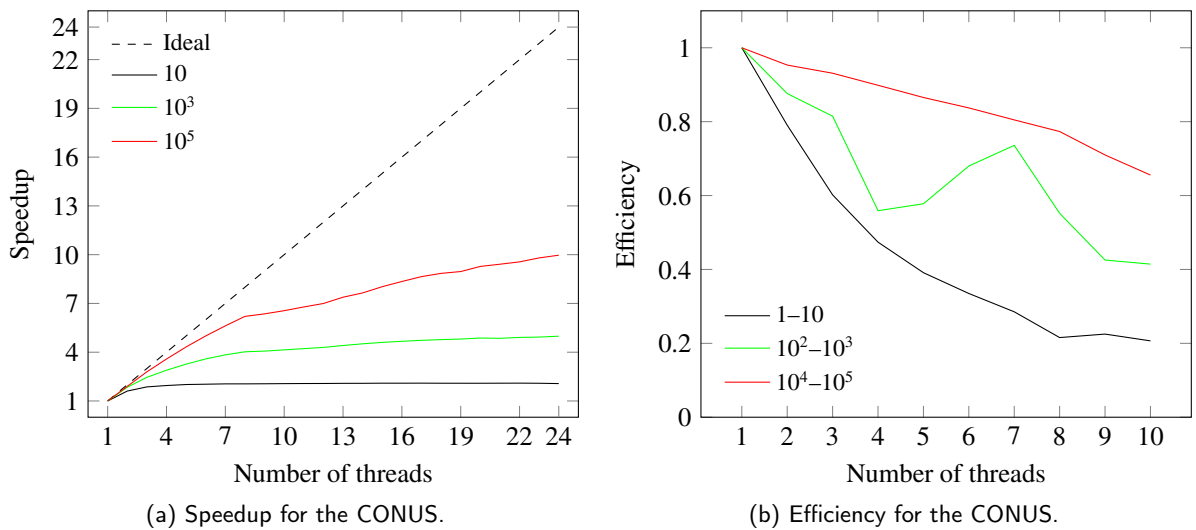 24
22
19
16
13
10
7
4
1
Speedup
Ideal
10
10³
10⁵
1 4 7 10 13 16 19 22 24
Number of threads
(a) Speedup for the CONUS.
1
0.8
0.6
0.4
0.2
0
Efficiency
1–10
10²–10³
10⁴–10⁵
1 2 3 4 5 6 7 8 9 10
Number of threads
(b) Efficiency for the CONUS.